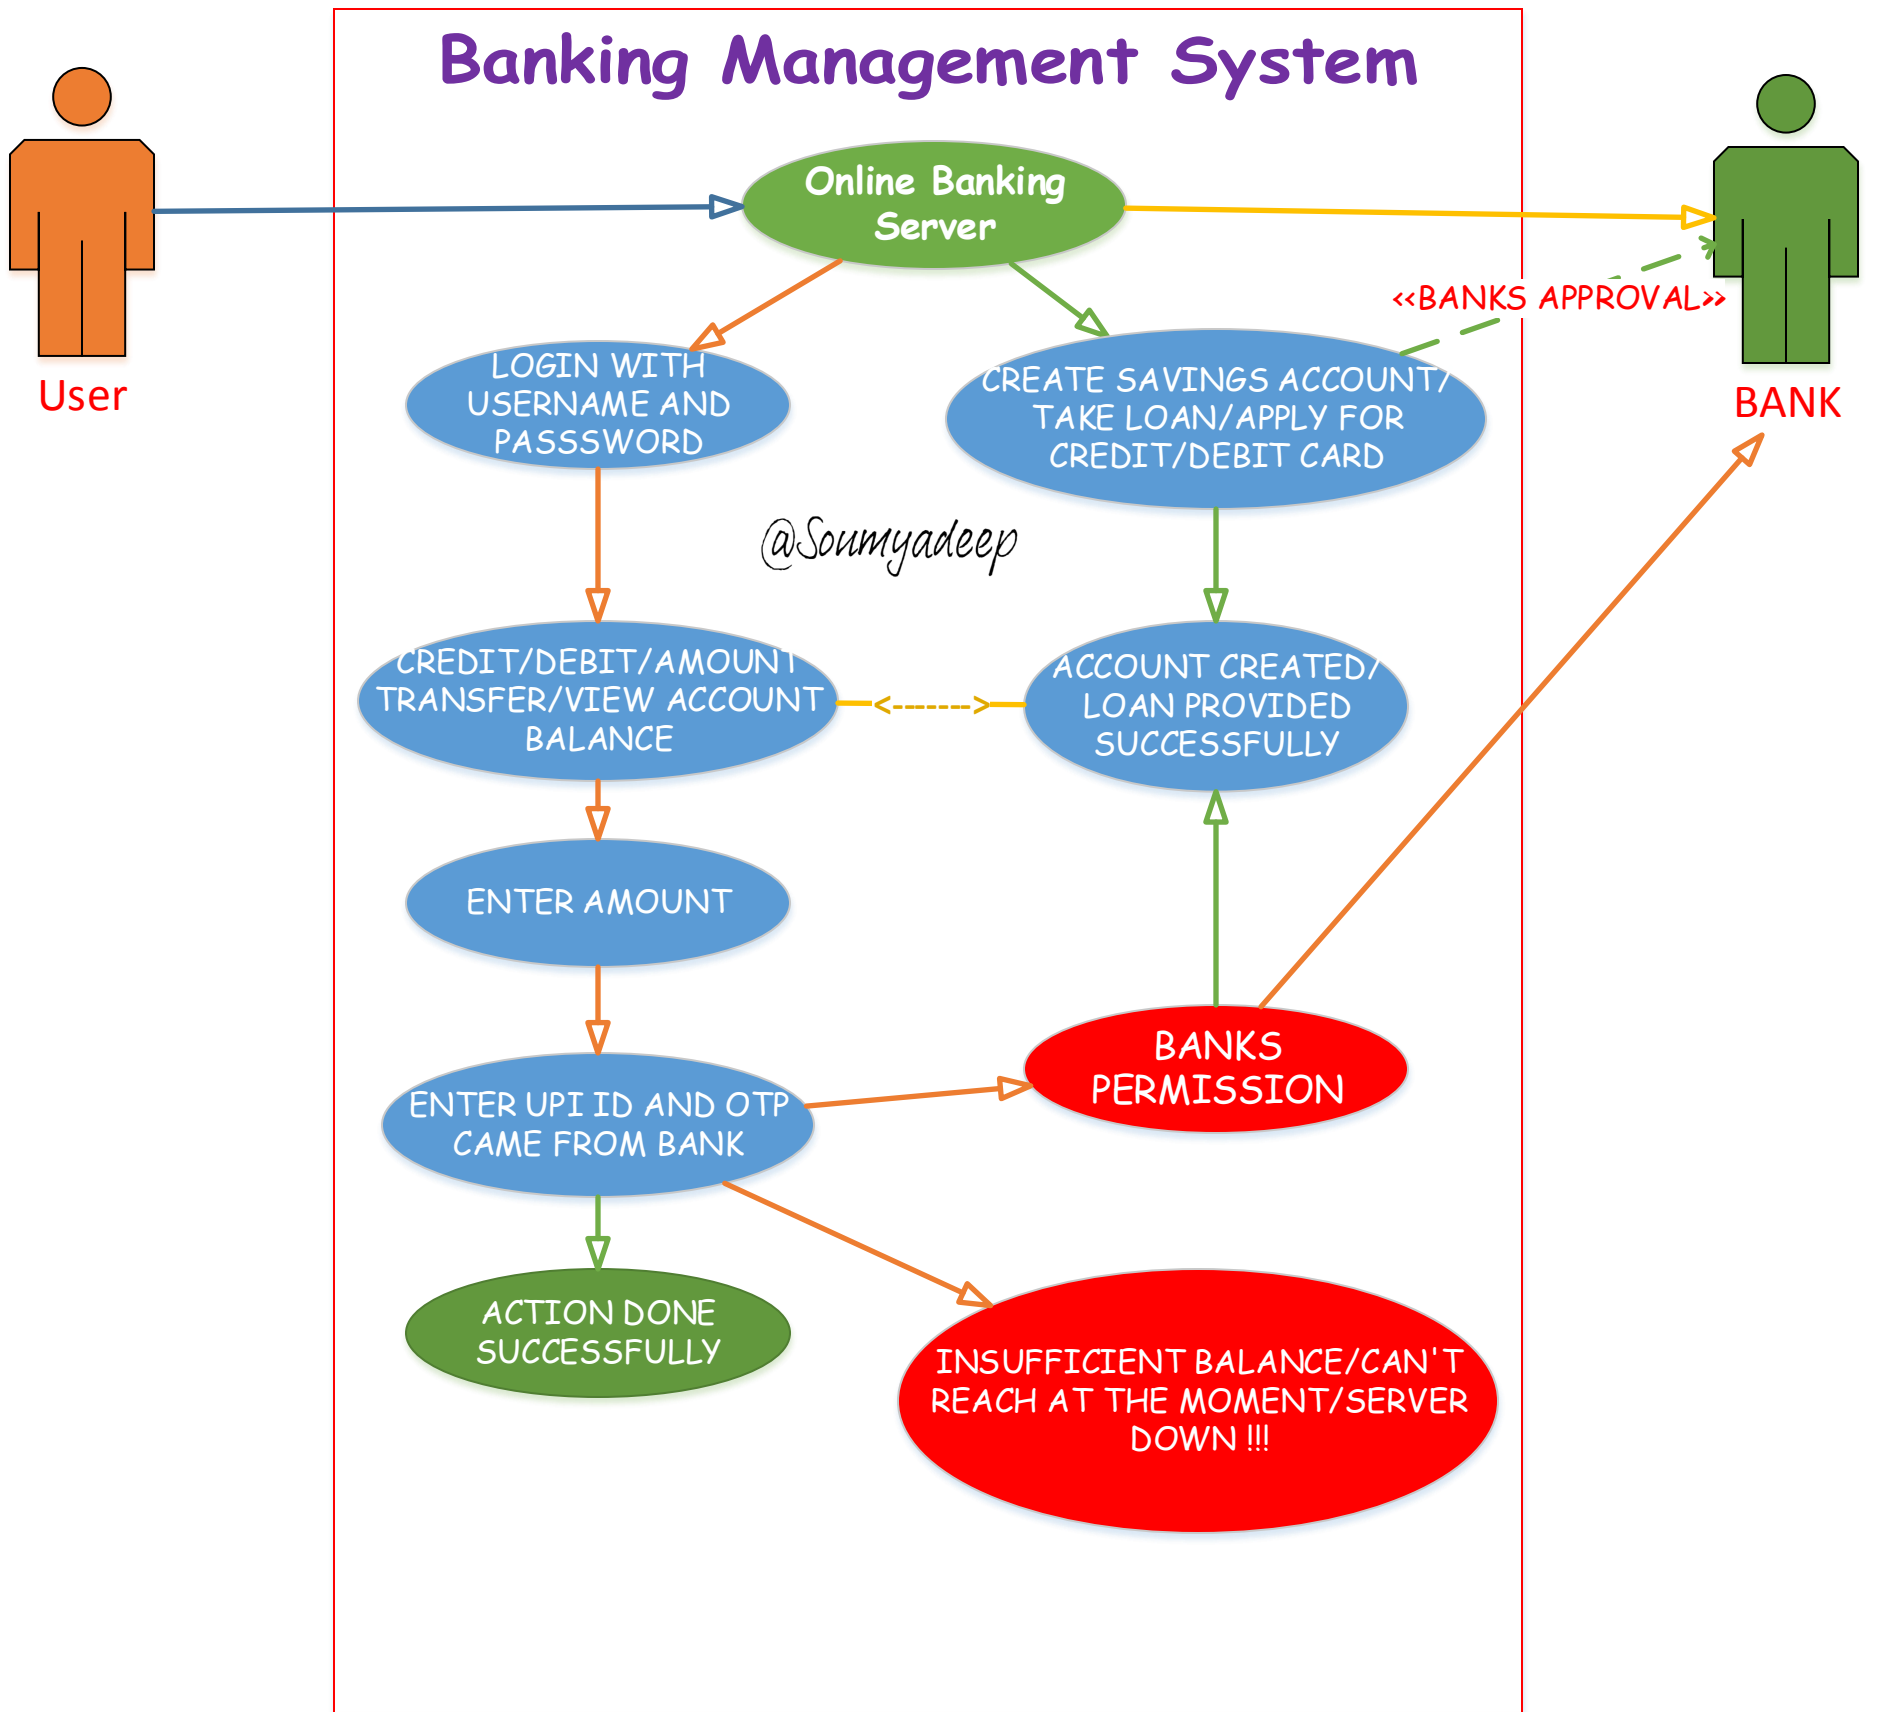 Banking Management System
Online Banking
Server
<<BANKS APPROVAL>>
User
BANK
LOGIN WITH
USERNAME AND
PASSSWORD
CREATE SAVINGS ACCOUNT/
TAKE LOAN/APPLY FOR
CREDIT/DEBIT CARD
@Soumyadeep
CREDIT/DEBIT/AMOUNT
TRANSFER/VIEW ACCOUNT
BALANCE
<------->
ACCOUNT CREATED/
LOAN PROVIDED
SUCCESSFULLY
ENTER AMOUNT
BANKS
PERMISSION
ENTER UPI ID AND OTP
CAME FROM BANK
ACTION DONE
SUCCESSFULLY
INSUFFICIENT BALANCE/CAN'T
REACH AT THE MOMENT/SERVER
DOWN !!!